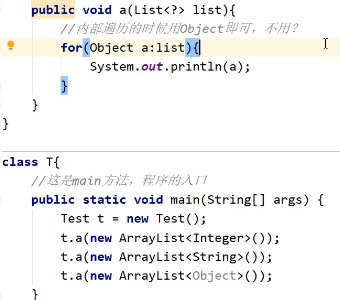 public void a(List<?> list){
//内部遍历的时候用Object即可，不用？
for(Object a:list){
System.out.println(a);
}
}
}
class T{
//这是main方法，程序的入口
public static void main(String[] args) {
Test t = new Test();
t.a(new ArrayList<Integer>());
t.a(new ArrayList<String>());
t.a(new ArrayList<Object>());
}